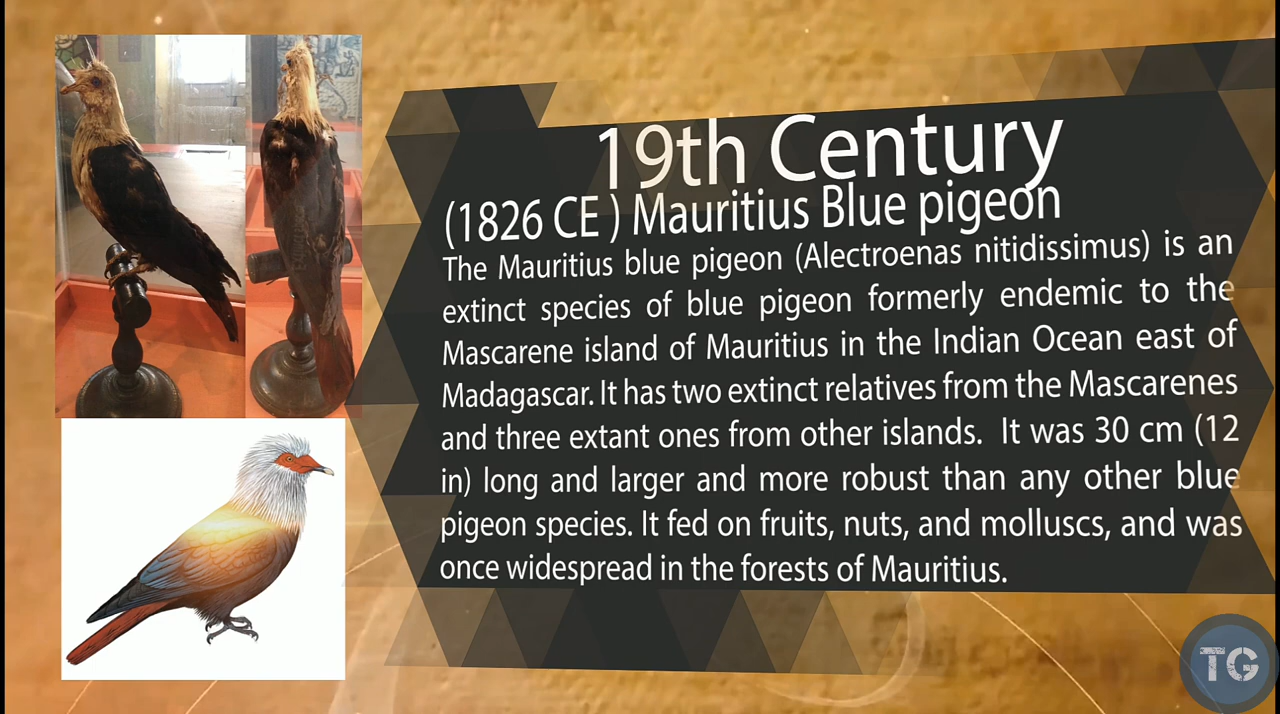 19th Century
(1826 CE ) Mauritius Blue pigeon
The Mauritius blue pigeon (Alectroenas nitidissimus) is an
extinct species of blue pigeon formerly endemic to the
Mascarene island of Mauritius in the Indian Ocean east of
Madagascar. It has two extinct relatives from the Mascarenes
and three extant ones from other islands. It was 30 cm (12
in) long and larger and more robust than any other blue
pigeon species. It fed on fruits, nuts, and molluscs, and was
once widespread in the forests of Mauritius.
TG